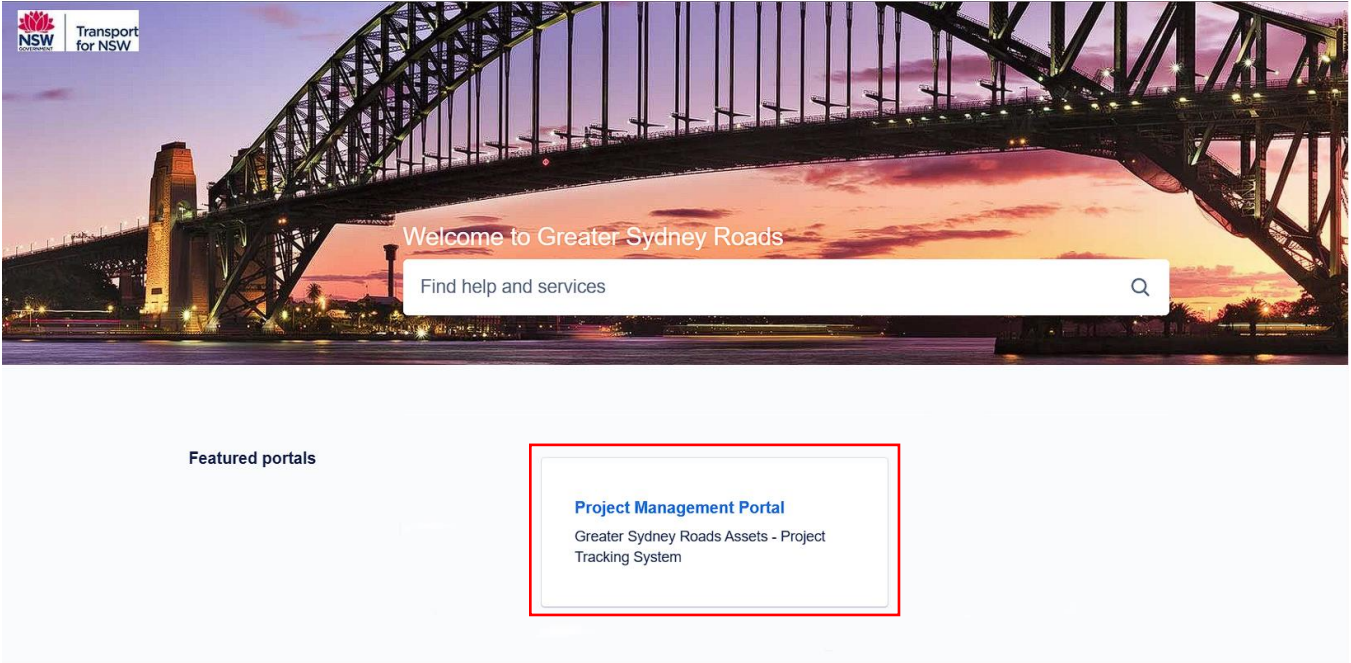 NSW
GOVERNMENT
Transport
for NSW
Welcome to Greater Sydney Roads
Find help and services
Featured portals
Project Management Portal
Greater Sydney Roads Assets - Project
Tracking System